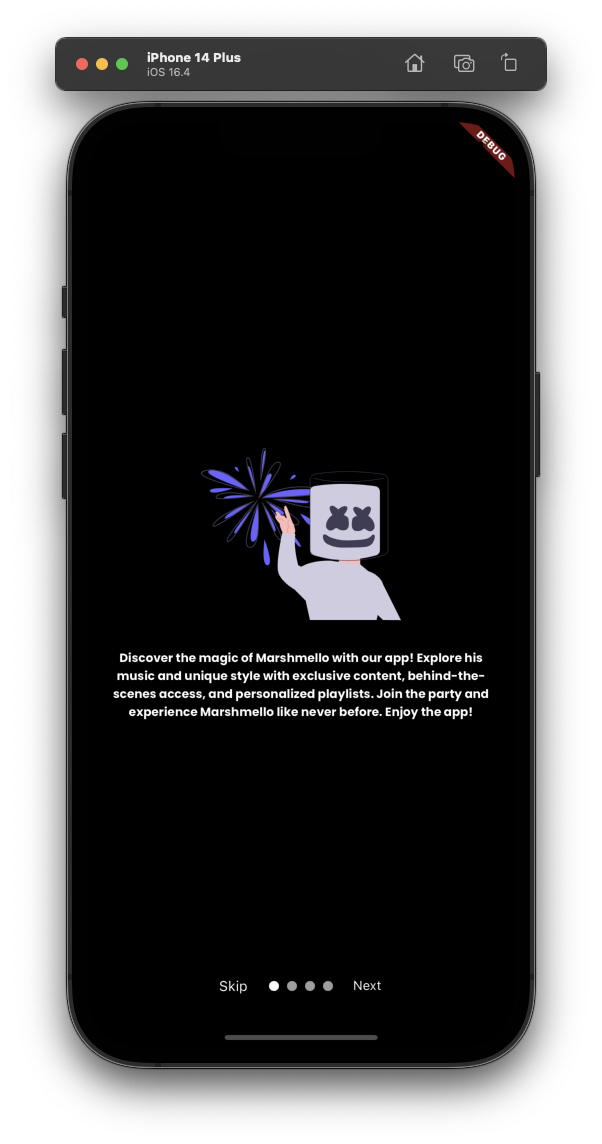 iPhone 14 Plus
iOS 16.4
DEBUG
Discover the magic of Marshmello with our app! Explore his
music and unique style with exclusive content, behind-the-
scenes access, and personalized playlists. Join the party and
experience Marshmello like never before. Enjoy the app!
Skip
Next